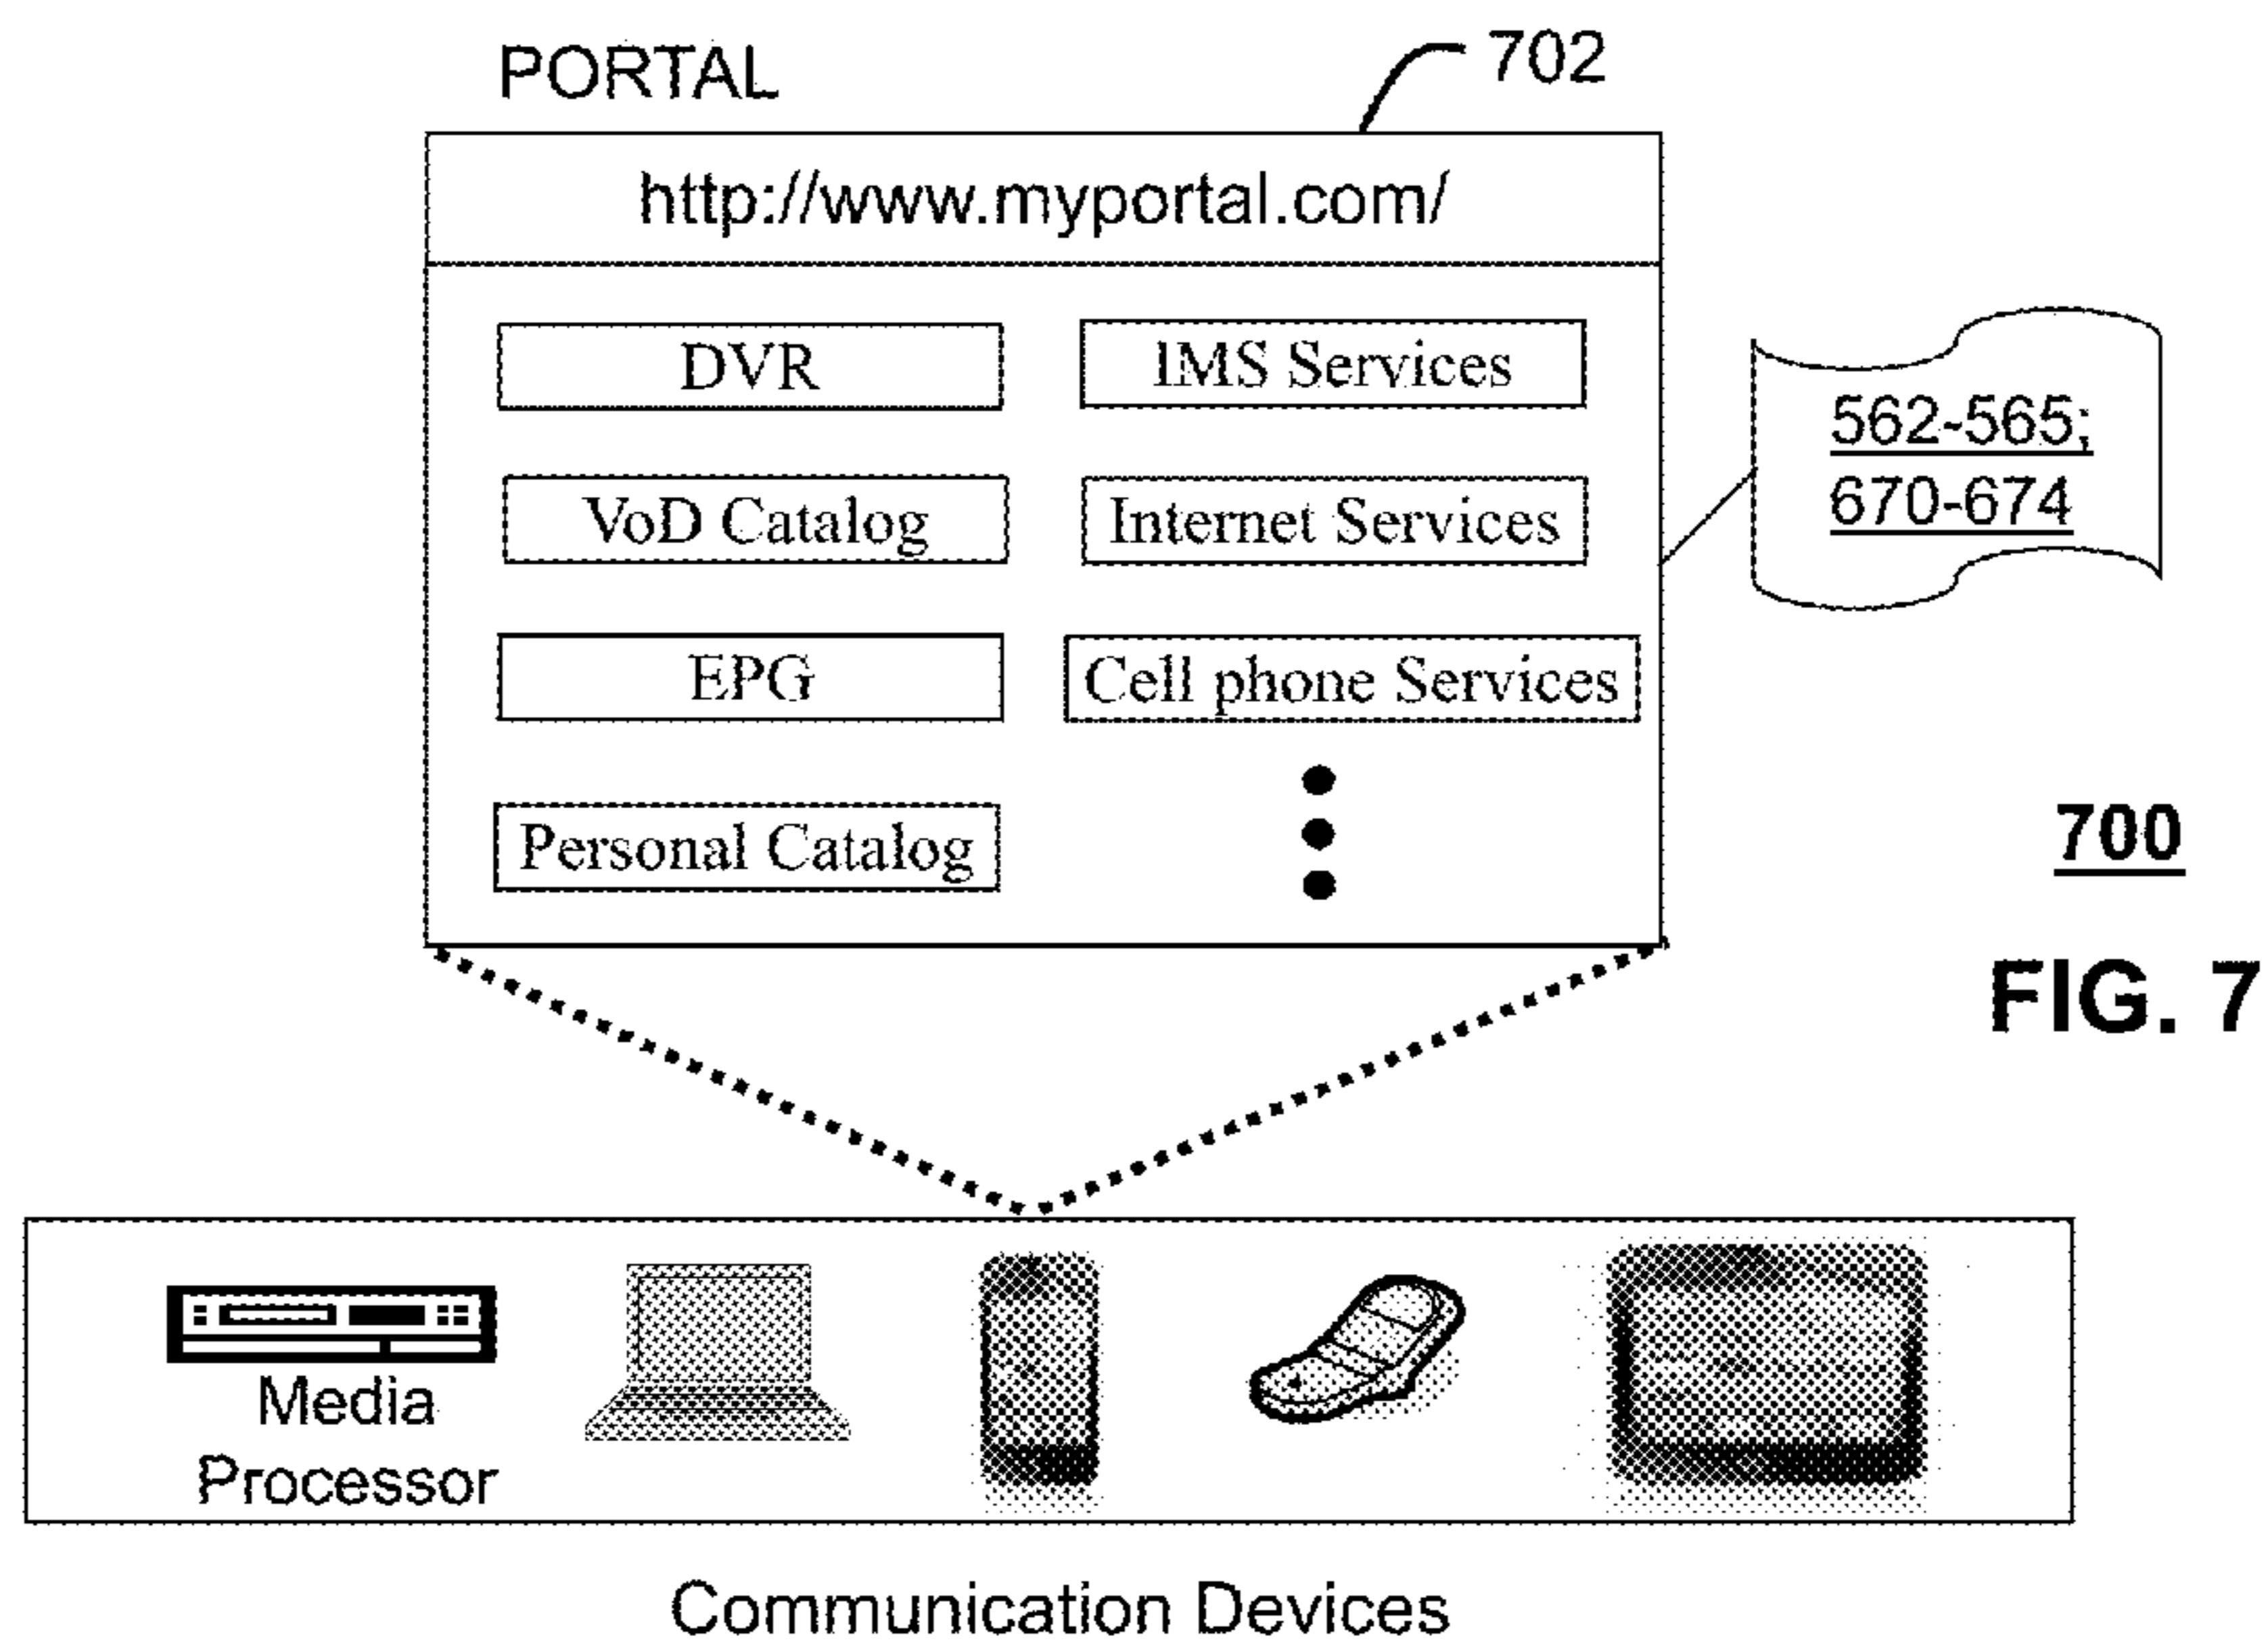 PORTAL
702
http://www.myportal.com/
DVR
IMS Services
VoD Catalog
Internet Services
EPG
Cell phone Services
Personal Catalog
562-565;
670-674
700
FIG. 7
Media
Processor
Communication Devices